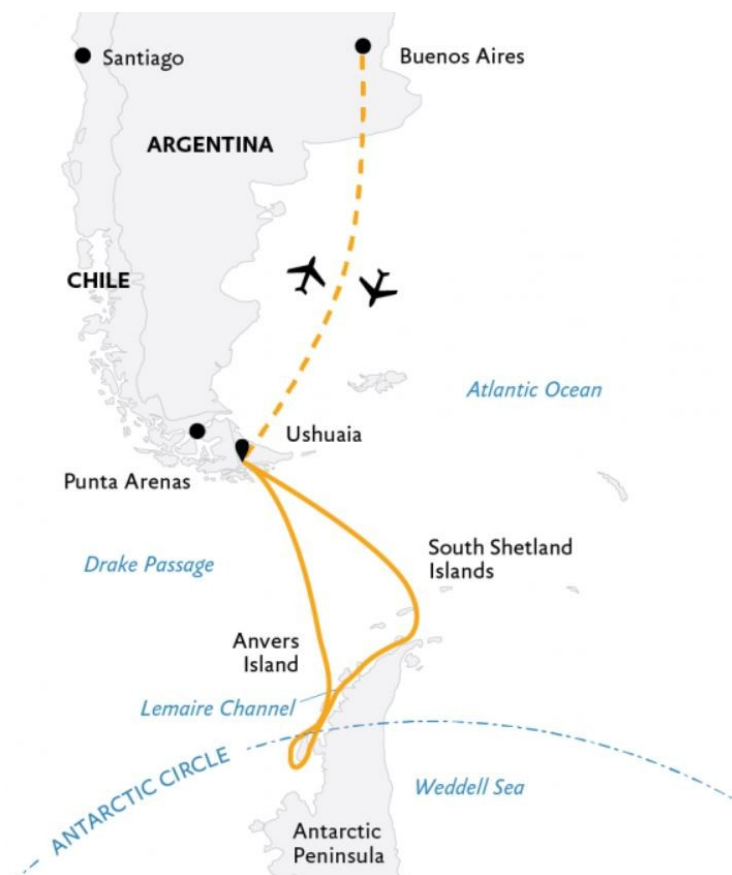 Santiago
Buenos Aires
ARGENTINA
CHILE
Atlantic Ocean
Ushuaia
Punta Arenas
South Shetland
Islands
Drake Passage
Anvers
Island
Lemaire Channel
ANTARCTIC CIRCLE
Weddell Sea
Antarctic
Peninsula